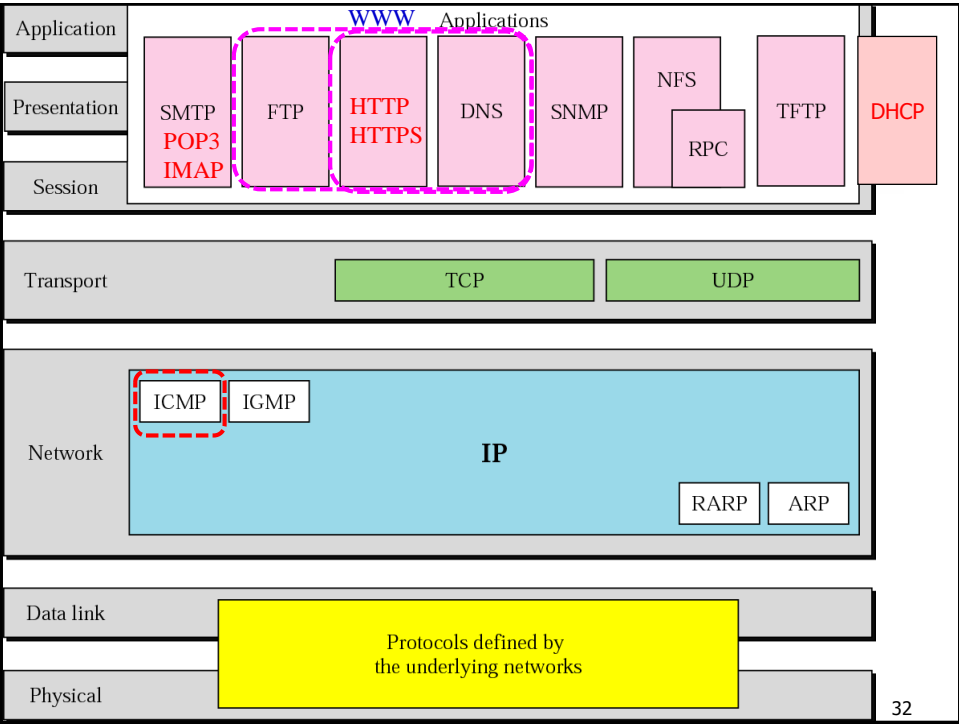 WWW Applications
Application
Presentation
Session
SMTP
POP3
IMAP
FTP
HTTP
HTTPS
DNS
SNMP
NFS
RPC
TFTP
DHCP
Transport
TCP
UDP
Network
ICMP
IGMP
IP
RARP
ARP
Data link
Protocols defined by
the underlying networks
Physical
32